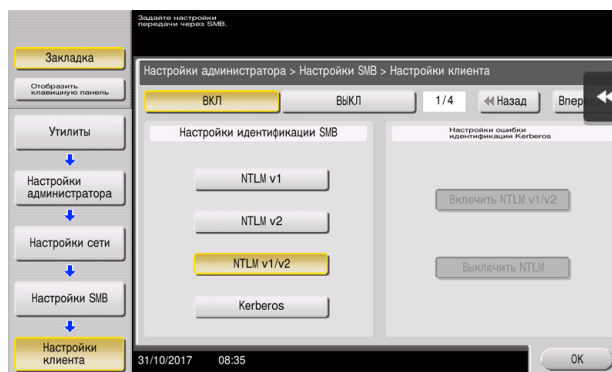 Задайте настройки
передачи через SMB.
Закладка
Отобразить
клавишную панель
Утилиты
Настройки
администратора
Настройки сети
Настройки SMB
Настройки
клиента
Настройки администратора > Настройки SMB > Настройки клиента
ВКЛ
ВЫКЛ
1/4
Назад
Настройки идентификации SMB
NTLM v1
NTLM v2
NTLM v1/v2
Kerberos
Настройки ошибки
идентификации Kerberos
Включить NTLM v1/v2
Выключить NTLM
31/10/2017 08:35
OK